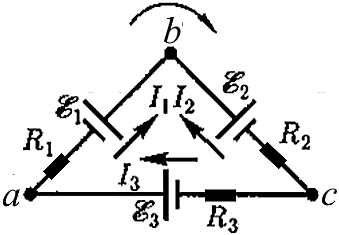 b
ℰ₁ I₁ I₂ ℰ₂
R₁ R₂
I₃
a c
ℰ₃ R₃